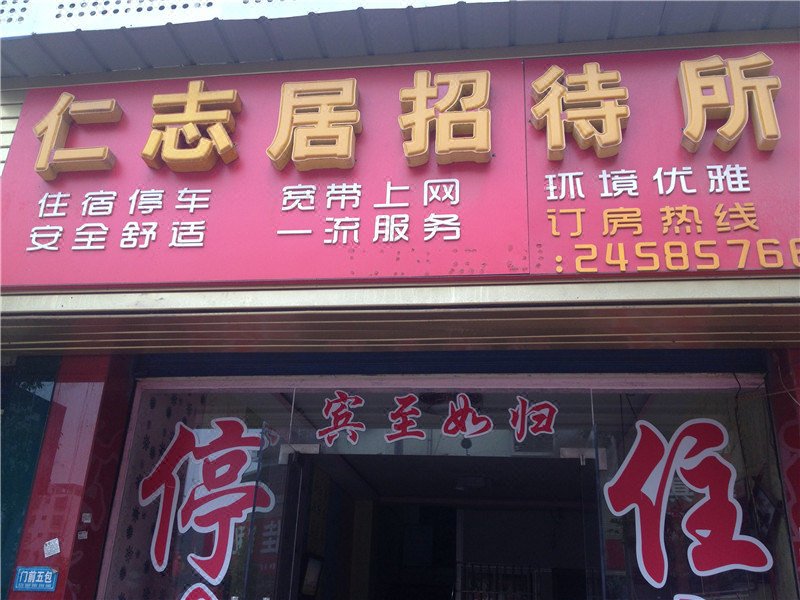 仁志居招待所
住宿停车 宽带上网 环境优雅
安全舒适 一流服务 订房热线
:24585766
宾至如归
停
住
门前五包